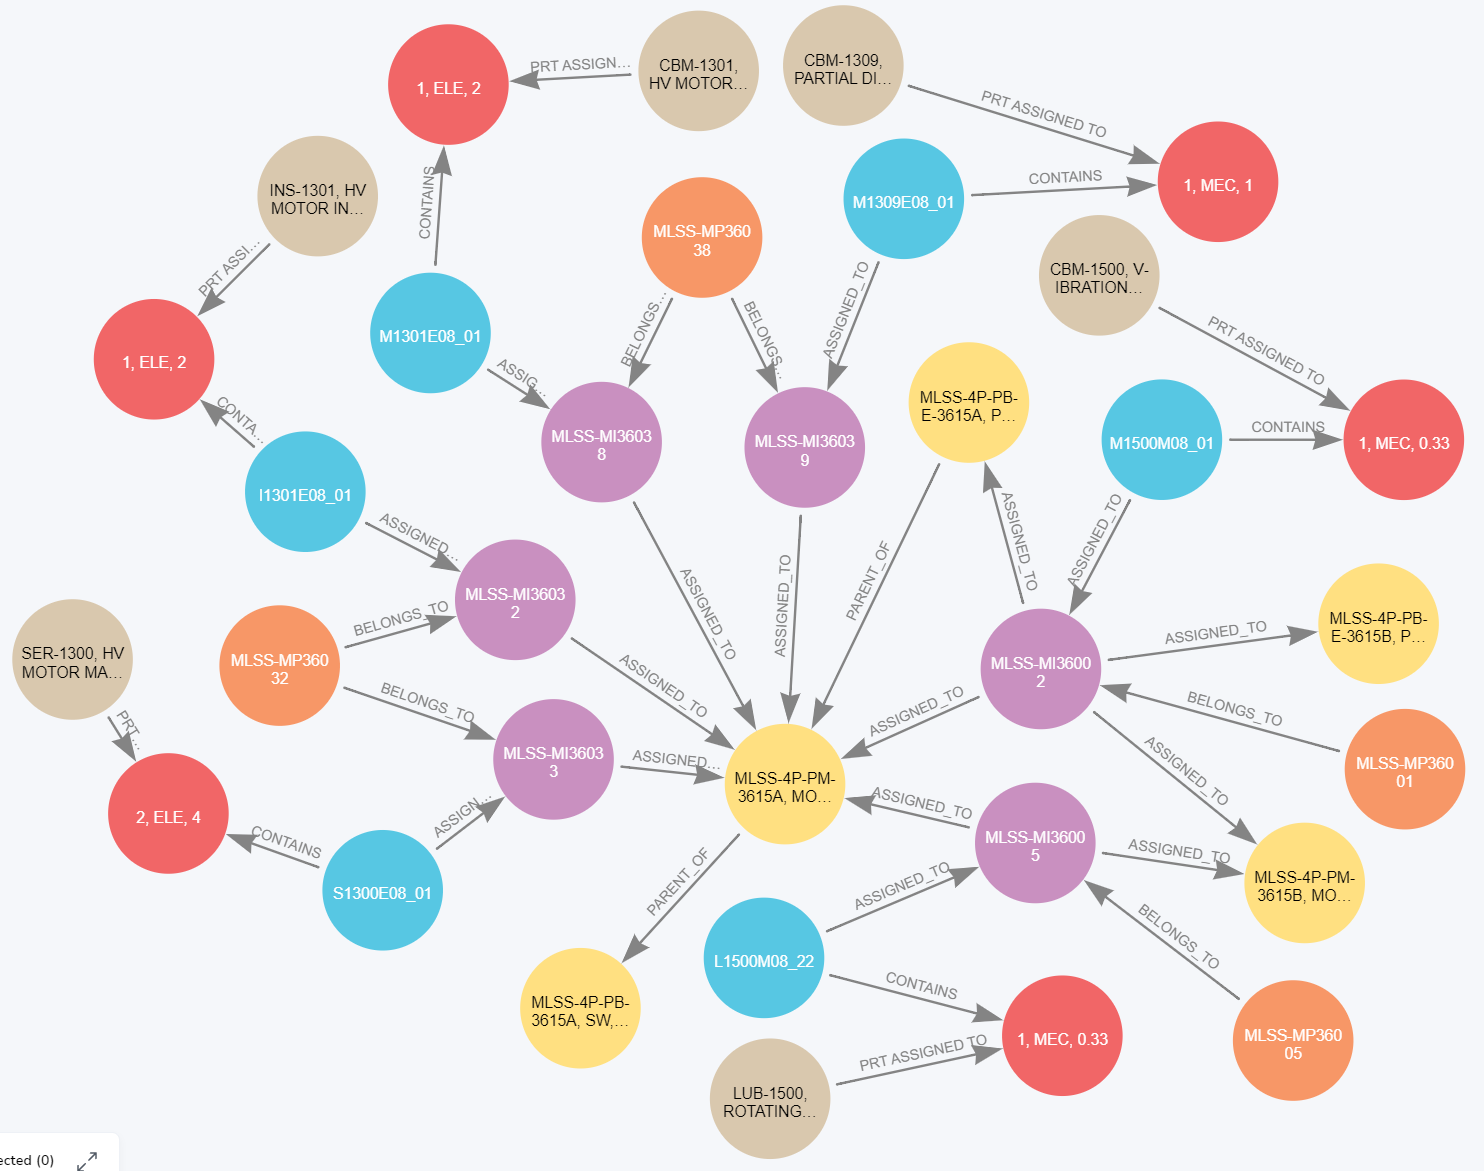 1, ELE, 2
PRT ASSIGN...
CBM-1301,
HV MOTOR...
CBM-1309,
PARTIAL DI...
PRT ASSIGNED TO
1, MEC, 1
INS-1301, HV
MOTOR IN...
CONTAINS
M1309E08_01
CONTAINS
MLSS-MP360
38
PRT ASSI...
CBM-1500, V-
IBRATION...
1, ELE, 2
M1301E08_01
ASSIG...
BELONGS...
BELONGS...
ASSIGNED_TO
PRT ASSIGNED TO
CONTA...
MLSS-MI3603
8
MLSS-MI3603
9
MLSS-4P-PB-
E-3615A, P...
M1500M08_01
CONTAINS
1, MEC, 0.33
I1301E08_01
ASSIGNED...
ASSIGNED_TO
ASSIGNED_TO
PARENT_OF
ASSIGNED_TO
ASSIGNED_TO
MLSS-MI3603
2
BELONGS_TO
MLSS-4P-PB-
E-3615B, P...
ASSIGNED_TO
SER-1300, HV
MOTOR MA...
MLSS-MP360
32
MLSS-MI3600
2
ASSIGNED_TO
BELONGS_TO
ASSIGNED_TO
BELONGS_TO
PRT...
MLSS-MI3603
3
ASSIGNED...
MLSS-4P-PM-
3615A, MO...
ASSIGNED_TO
MLSS-MP360
01
2, ELE, 4
CONTAINS
ASSIGN...
ASSIGNED_TO
MLSS-MI3600
5
ASSIGNED_TO
MLSS-4P-PM-
3615B, MO...
S1300E08_01
PARENT_OF
ASSIGNED_TO
BELONGS_TO
L1500M08_22
CONTAINS
MLSS-4P-PB-
3615A, SW,...
1, MEC, 0.33
MLSS-MP360
05
PRT ASSIGNED TO
LUB-1500,
ROTATING...
ected (0)